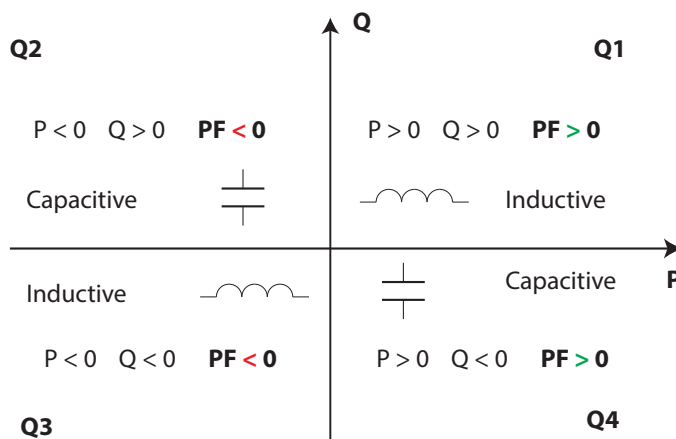 Q
Q2
Q1
P < 0 Q > 0 PF < 0
P > 0 Q > 0 PF > 0
Capacitive
Inductive
P
Inductive
Capacitive
P < 0 Q < 0 PF < 0
P > 0 Q < 0 PF > 0
Q3
Q4